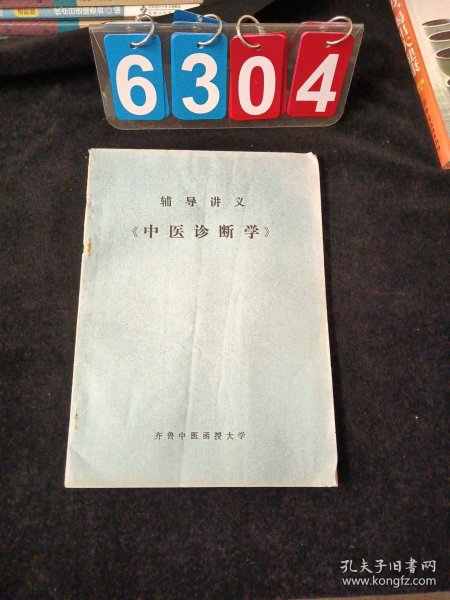 6304
辅导讲义
《中医诊断学》
齐鲁中医函授大学
孔夫子旧书网
www.kongfz.com